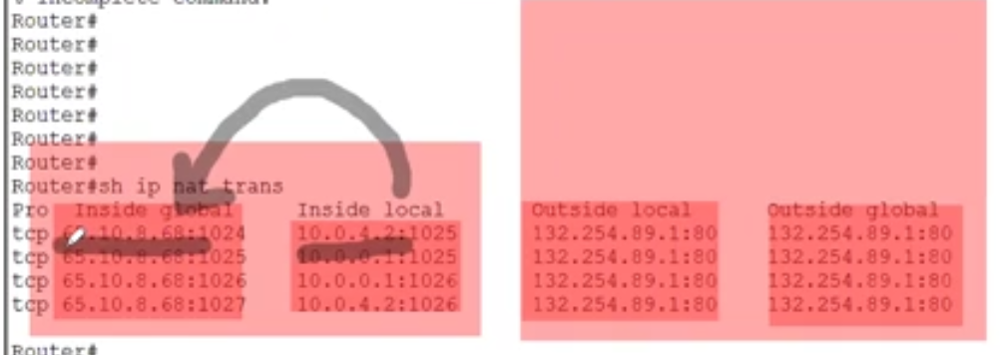 % Incomplete command.
Router#
Router#
Router#
Router#
Router#
Router#
Router#
Router#sh ip nat trans
Pro Inside global Inside local Outside local Outside global
tcp 65.10.8.68:1024 10.0.4.2:1025 132.254.89.1:80 132.254.89.1:80
tcp 65.10.8.68:1025 10.0.0.1:1025 132.254.89.1:80 132.254.89.1:80
tcp 65.10.8.68:1026 10.0.0.1:1026 132.254.89.1:80 132.254.89.1:80
tcp 65.10.8.68:1027 10.0.4.2:1026 132.254.89.1:80 132.254.89.1:80
Router#